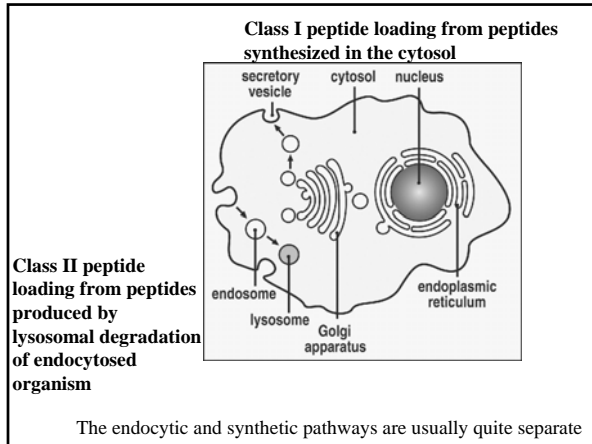 Class I peptide loading from peptides
synthesized in the cytosol
secretory
vesicle
cytosol
nucleus
Class II peptide
loading from peptides
produced by
lysosomal degradation
of endocytosed
organism
endosome
lysosome
Golgi
apparatus
endoplasmic
reticulum
The endocytic and synthetic pathways are usually quite separate